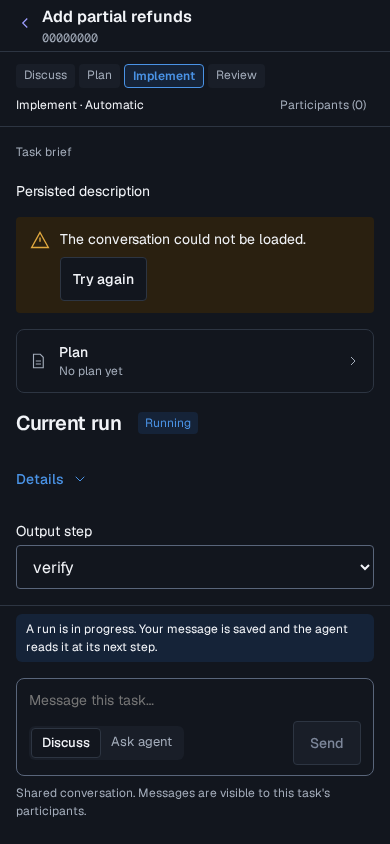 Add partial refunds
00000000
Discuss
Plan
Implement
Review
Implement · Automatic
Participants (0)
Task brief
Persisted description
The conversation could not be loaded.
Try again
Plan
No plan yet
Current run
Running
Details
Output step
verify
A run is in progress. Your message is saved and the agent
reads it at its next step.
Message this task...
Discuss
Ask agent
Send
Shared conversation. Messages are visible to this task's
participants.